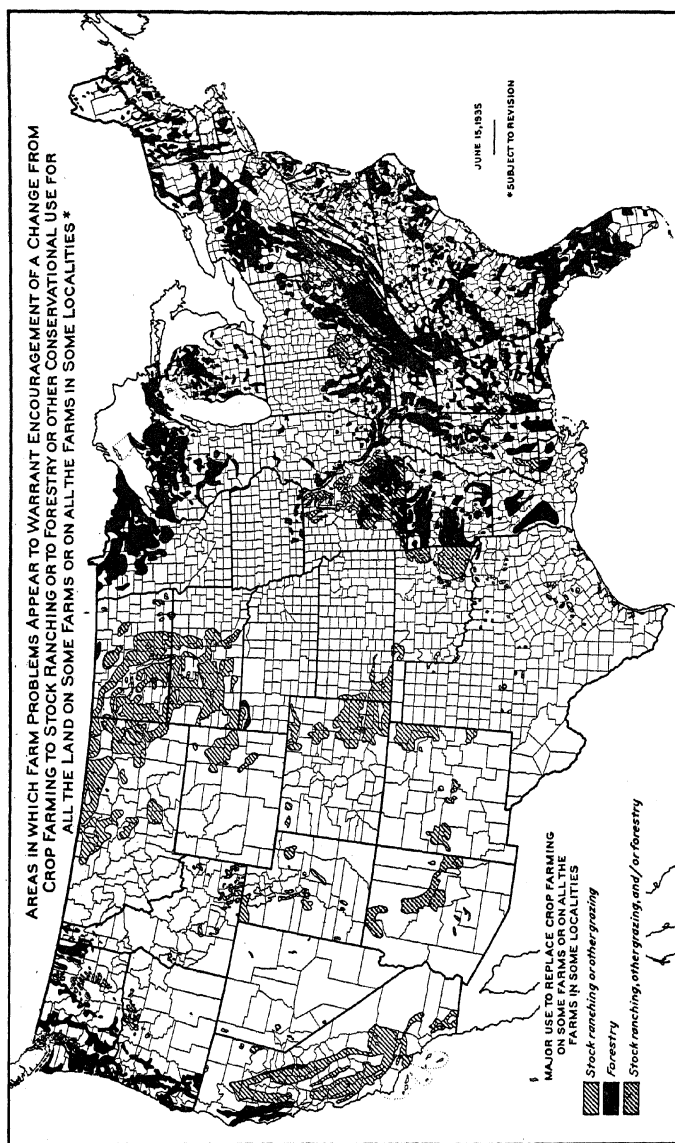 AREAS IN WHICH FARM PROBLEMS APPEAR TO WARRANT ENCOURAGEMENT OF A CHANGE FROM
CROP FARMING TO STOCK RANCHING OR TO FORESTRY OR OTHER CONSERVATIONAL USE FOR
ALL THE LAND ON SOME FARMS OR ON ALL THE FARMS IN SOME LOCALITIES *
JUNE 15, 1935
* SUBJECT TO REVISION
MAJOR USE TO REPLACE CROP FARMING
ON SOME FARMS OR ON ALL THE
FARMS IN SOME LOCALITIES
Stock ranching or other grazing
Forestry
Stock ranching, other grazing, and/or forestry